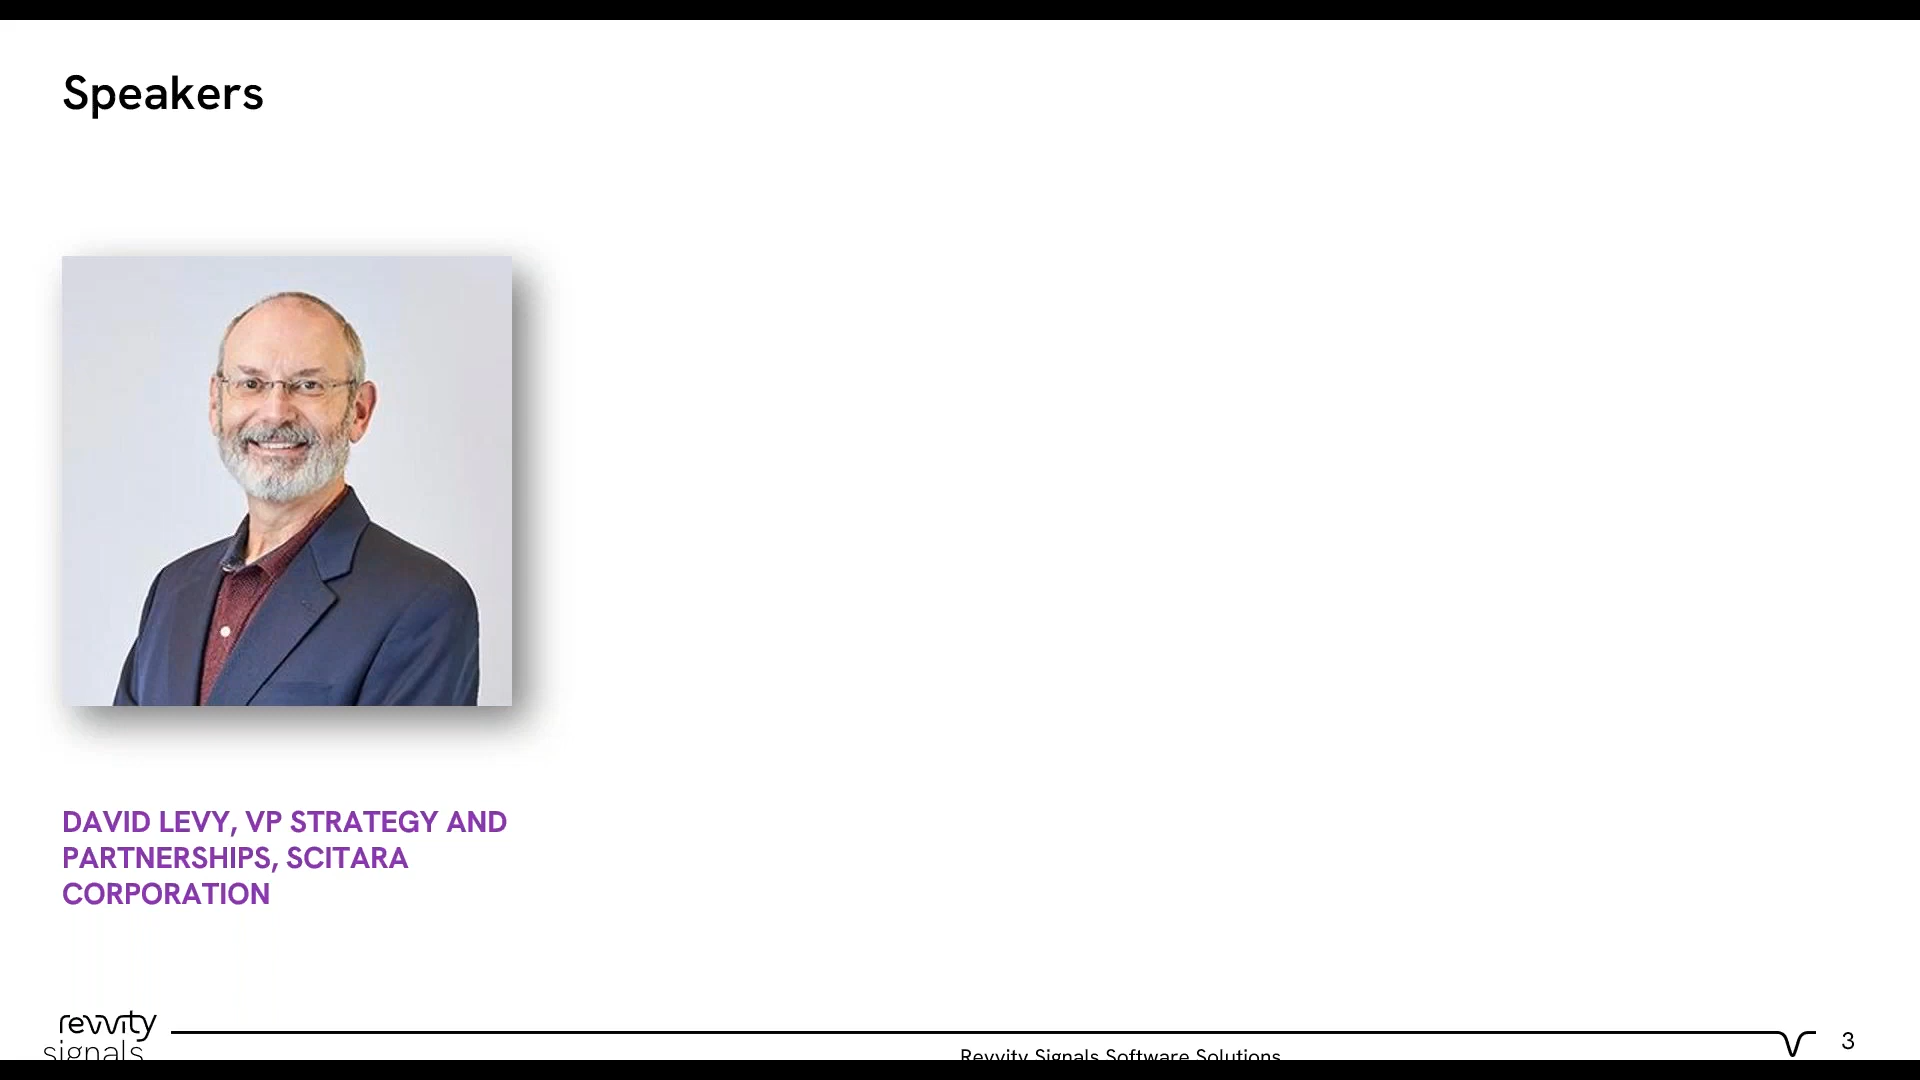 Speakers
DAVID LEVY, VP STRATEGY AND
PARTNERSHIPS, SCITARA
CORPORATION
revvity
signals
Revvity Signals Software Solutions
3